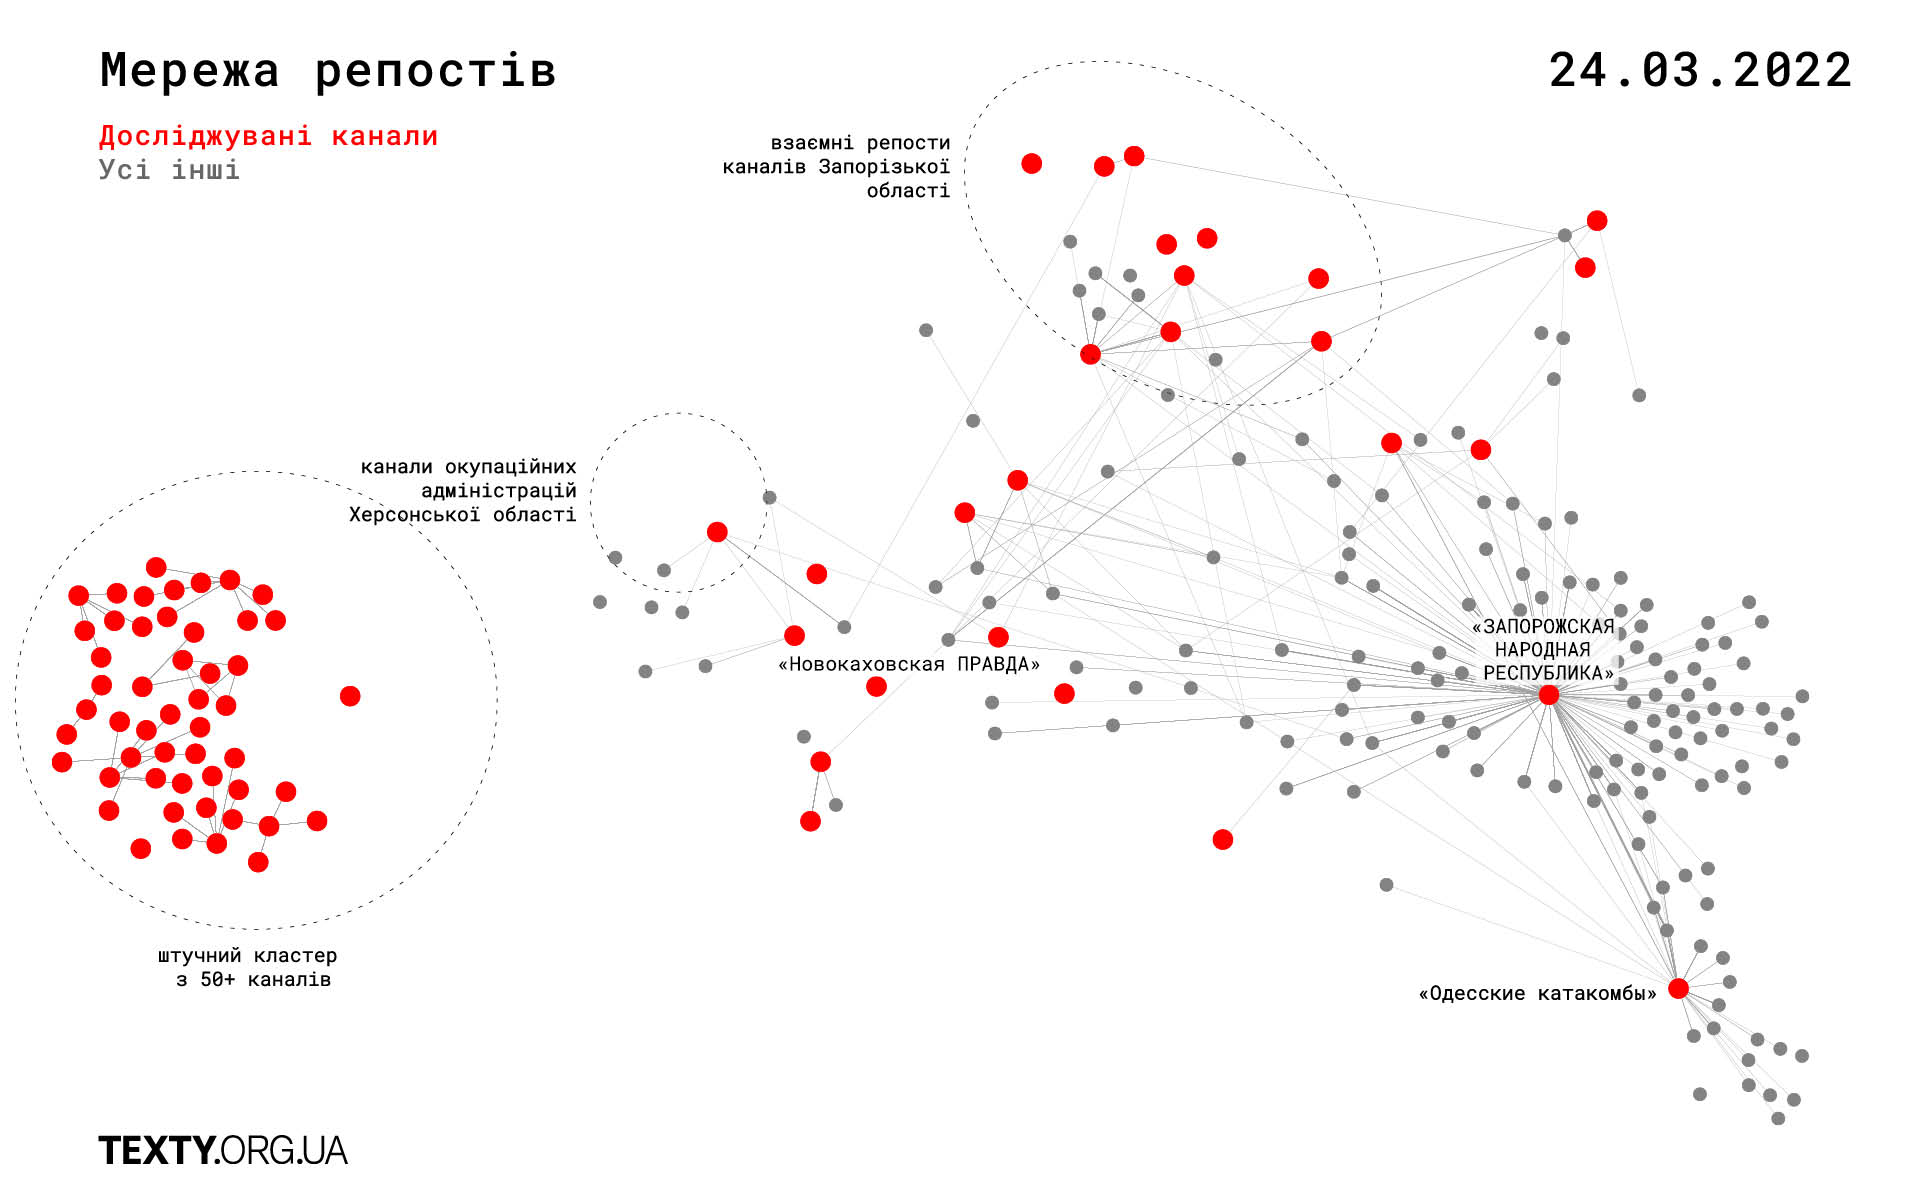 Мережа репостів
24.03.2022
Досліджувані канали
Усі інші
взаємні репости
каналів Запорізької
області
канали окупаційних
адміністрацій
Херсонської області
«ЗАПОРОЖСКАЯ
НАРОДНАЯ
РЕСПУБЛИКА»
«Новокаховская ПРАВДА»
штучний кластер
з 50+ каналів
«Одесские катакомбы»
TEXTY.ORG.UA